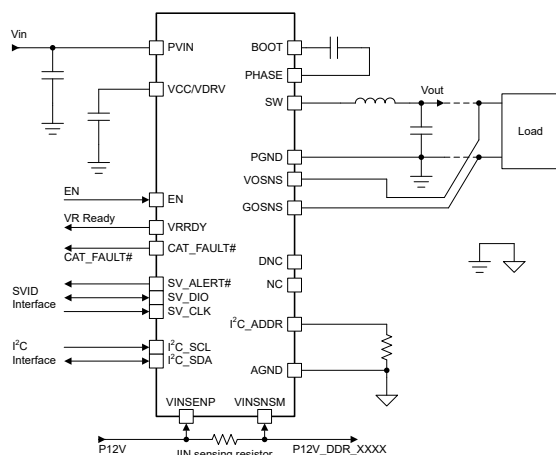 Vin
PVIN
VCC/VDRV
EN
EN
VR Ready
VRRDY
CAT_FAULT#
CAT_FAULT#
SVID
Interface
SV_ALERT#
SV_DIO
SV_CLK
I²C
Interface
I²C_SCL
I²C_SDA
BOOT
PHASE
SW
Vout
Load
PGND
VOSNS
GOSNS
DNC
NC
I²C_ADDR
AGND
VINSENP
VINSNSM
P12V
IIN sensing resistor
P12V_DDR_XXXX